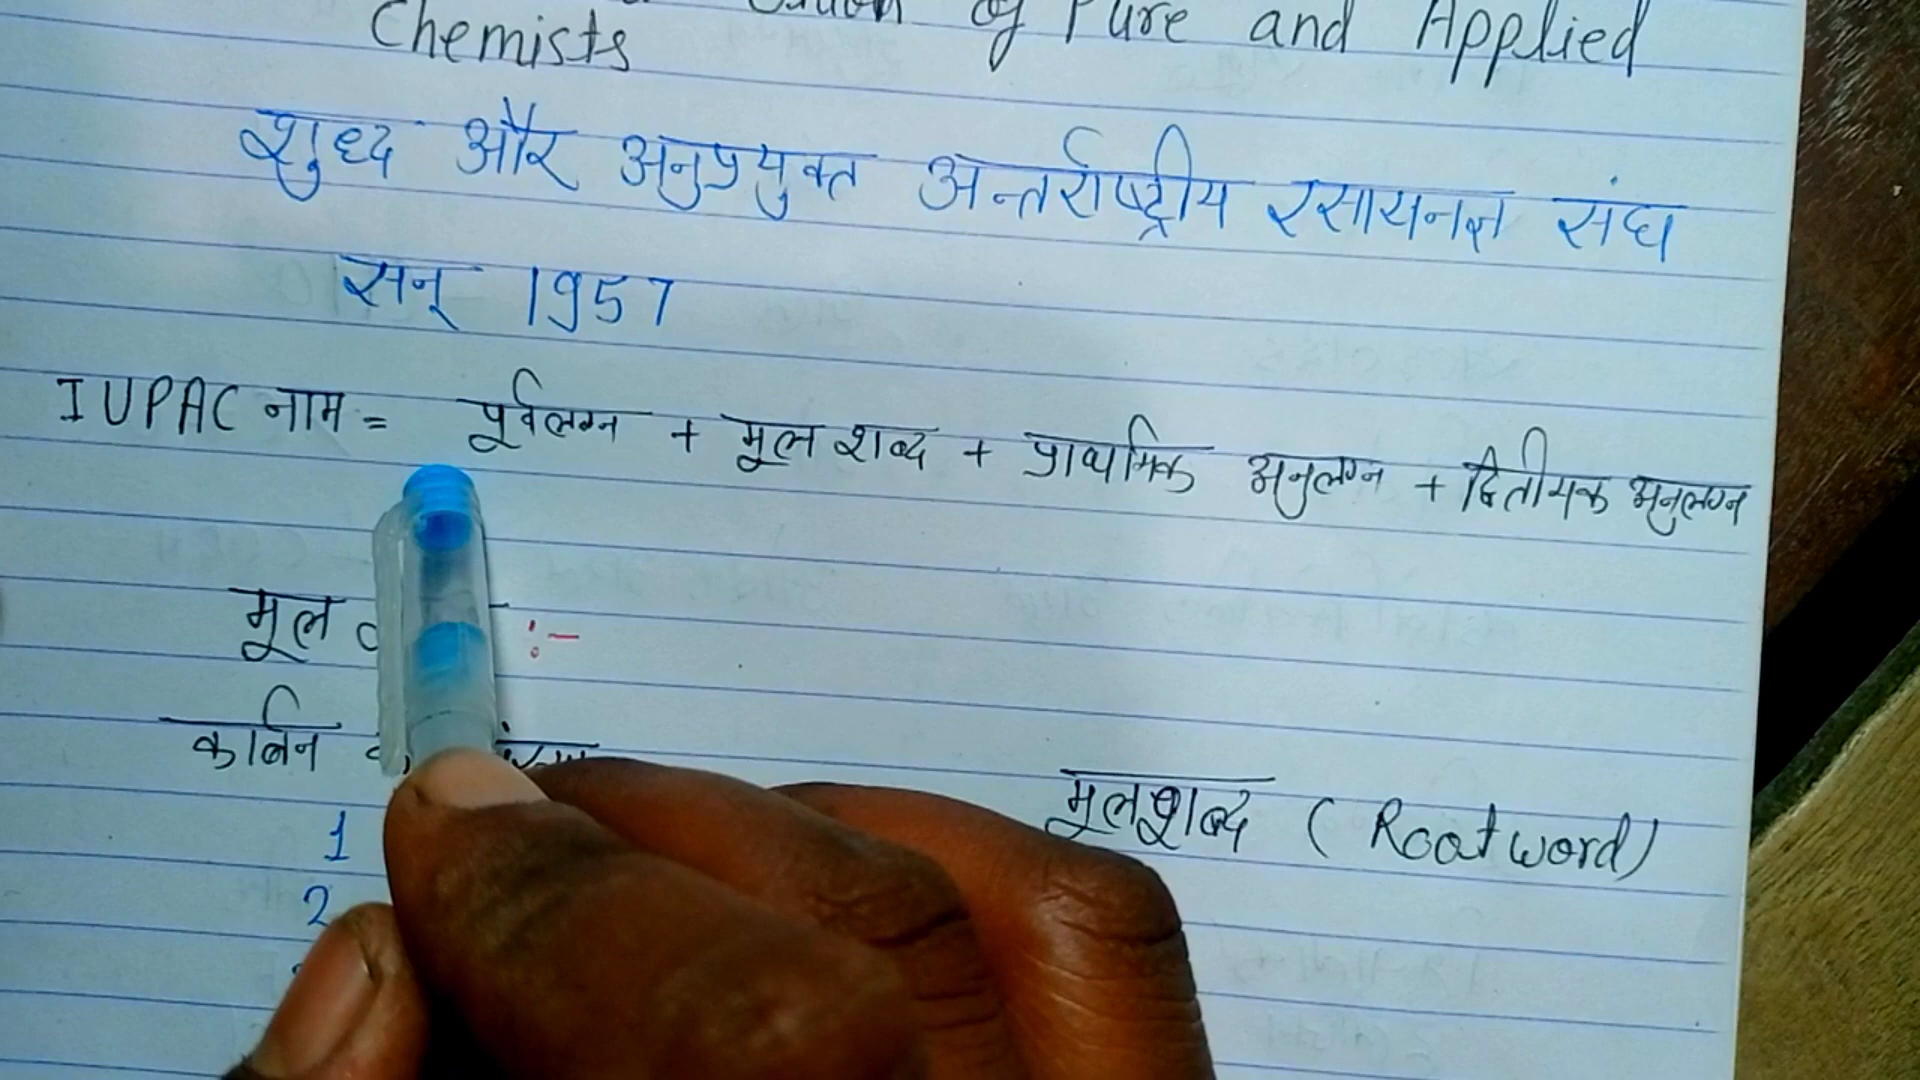 of Pure and Applied
Chemists
शुध्द और अनुप्रयुक्त अन्तर्राष्ट्रीय रसायनज्ञ संघ
सन् 1957
IUPAC नाम = पूर्वलग्न + मूल शब्द + प्राथमिक अनुलग्न + द्वितीयक अनुलग्न
मूल :-
कार्बन
मूलशब्द (Root word)
1
2